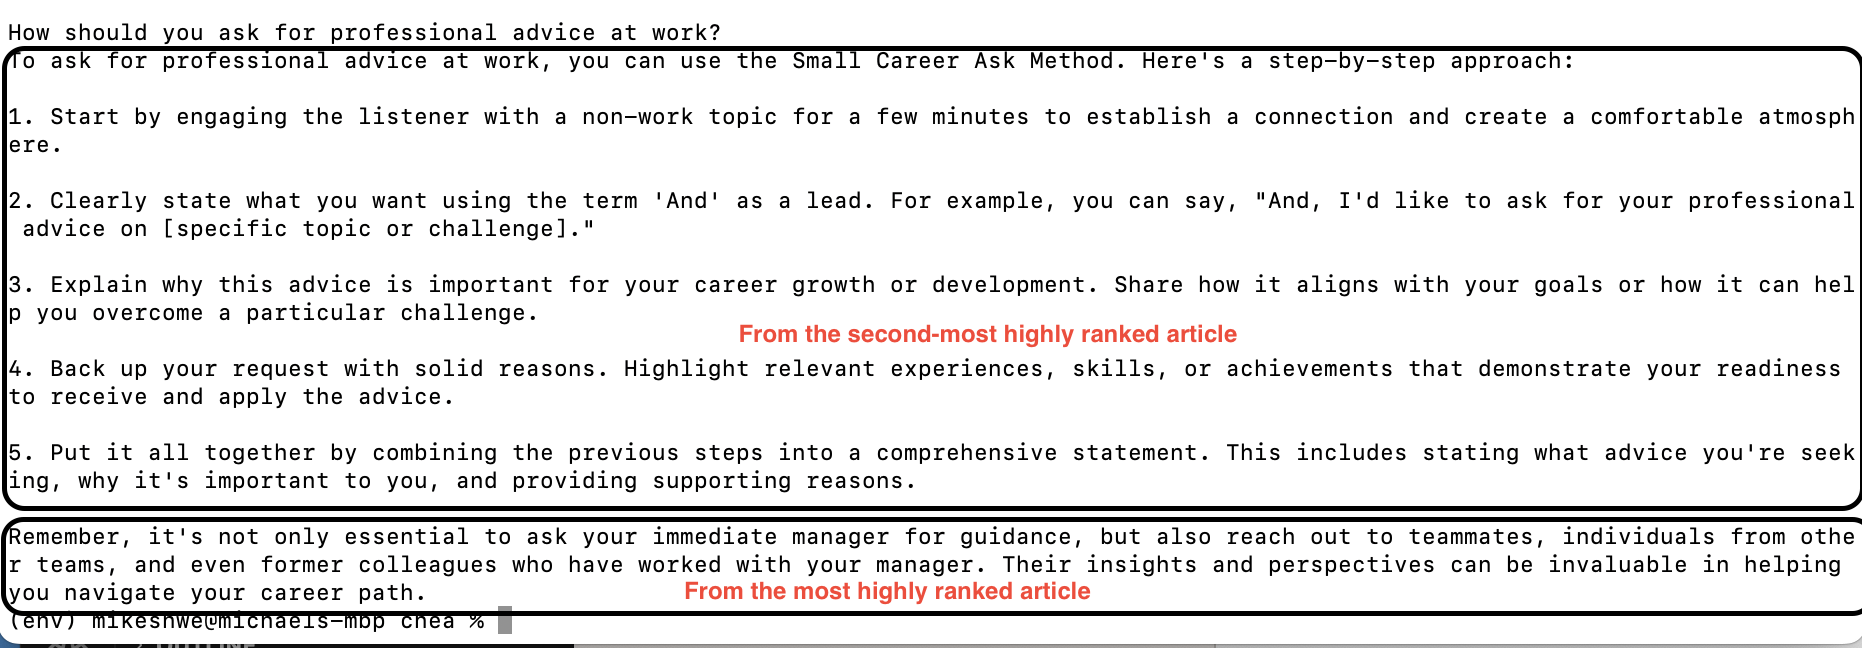 How should you ask for professional advice at work?
To ask for professional advice at work, you can use the Small Career Ask Method. Here's a step-by-step approach:
1. Start by engaging the listener with a non-work topic for a few minutes to establish a connection and create a comfortable atmosph
ere.
2. Clearly state what you want using the term 'And' as a lead. For example, you can say, "And, I'd like to ask for your professional
advice on [specific topic or challenge]."
3. Explain why this advice is important for your career growth or development. Share how it aligns with your goals or how it can hel
p you overcome a particular challenge.
From the second-most highly ranked article
4. Back up your request with solid reasons. Highlight relevant experiences, skills, or achievements that demonstrate your readiness
to receive and apply the advice.
5. Put it all together by combining the previous steps into a comprehensive statement. This includes stating what advice you're seek
ing, why it's important to you, and providing supporting reasons.
Remember, it's not only essential to ask your immediate manager for guidance, but also reach out to teammates, individuals from othe
r teams, and even former colleagues who have worked with your manager. Their insights and perspectives can be invaluable in helping
you navigate your career path.
From the most highly ranked article
(env) mikeshwe@michaels-mbp chea %